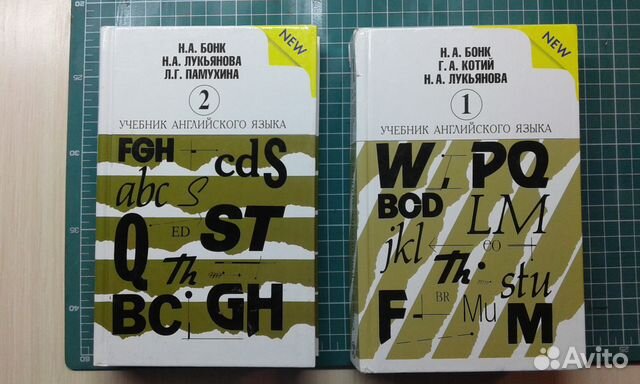 NEW
Н.А. БОНК
Н.А. ЛУКЬЯНОВА
Л.Г. ПАМУХИНА
2
УЧЕБНИК АНГЛИЙСКОГО ЯЗЫКА
FGH cdS
abc S
Q ED ST
Th
BC GH
NEW
Н. А. БОНК
Г. А. КОТИЙ
Н. А. ЛУКЬЯНОВА
1
УЧЕБНИК АНГЛИЙСКОГО ЯЗЫКА
W. PQ
BCD LM
jkl EO
Th stu
BR
F Mu M
Avito